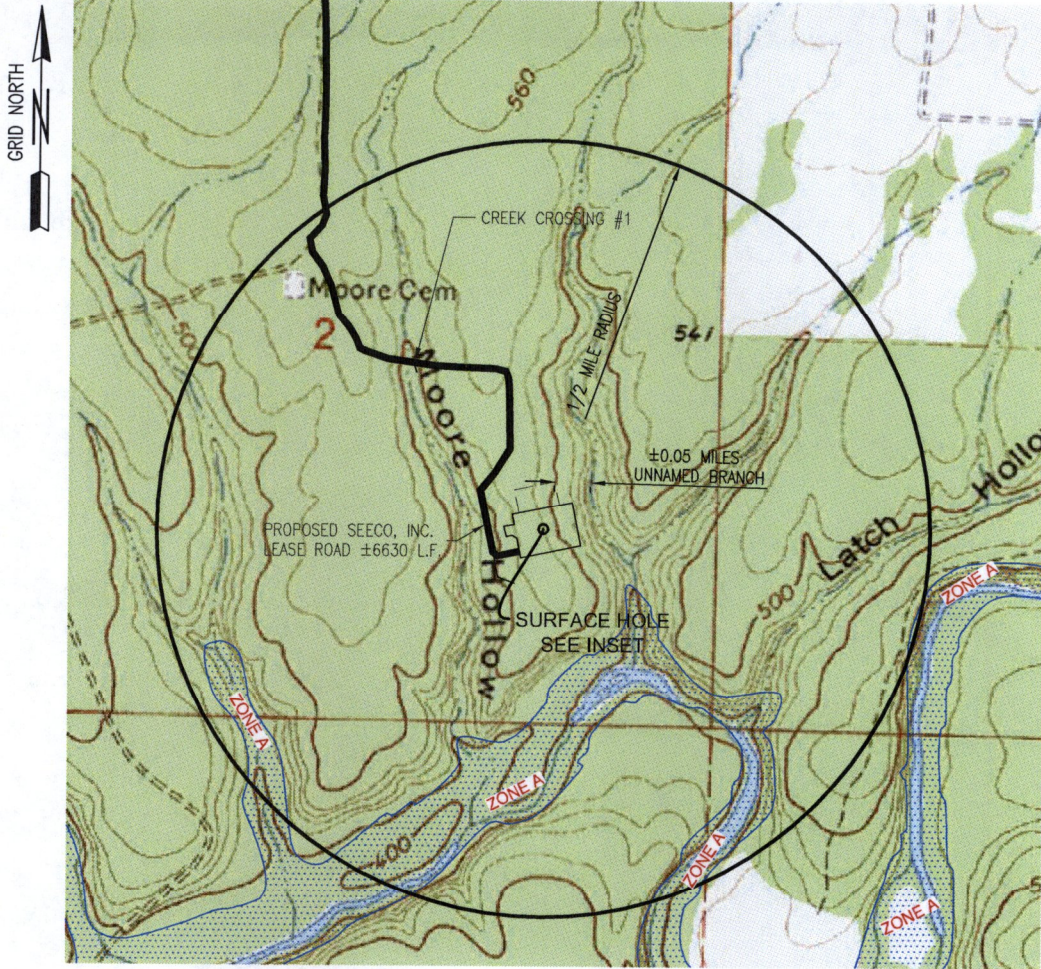 GRID NORTH
N
560
CREEK CROSSING #1
Moore Cem
2
500
541
1/2 MILE RADIUS
Moore
Hollow
±0.05 MILES
UNNAMED BRANCH
PROPOSED SEECO, INC.
LEASE ROAD ±6630 L.F.
SURFACE HOLE
SEE INSET
Latch
500
ZONE A
ZONE A
ZONE A
ZONE A
400
ZONE A